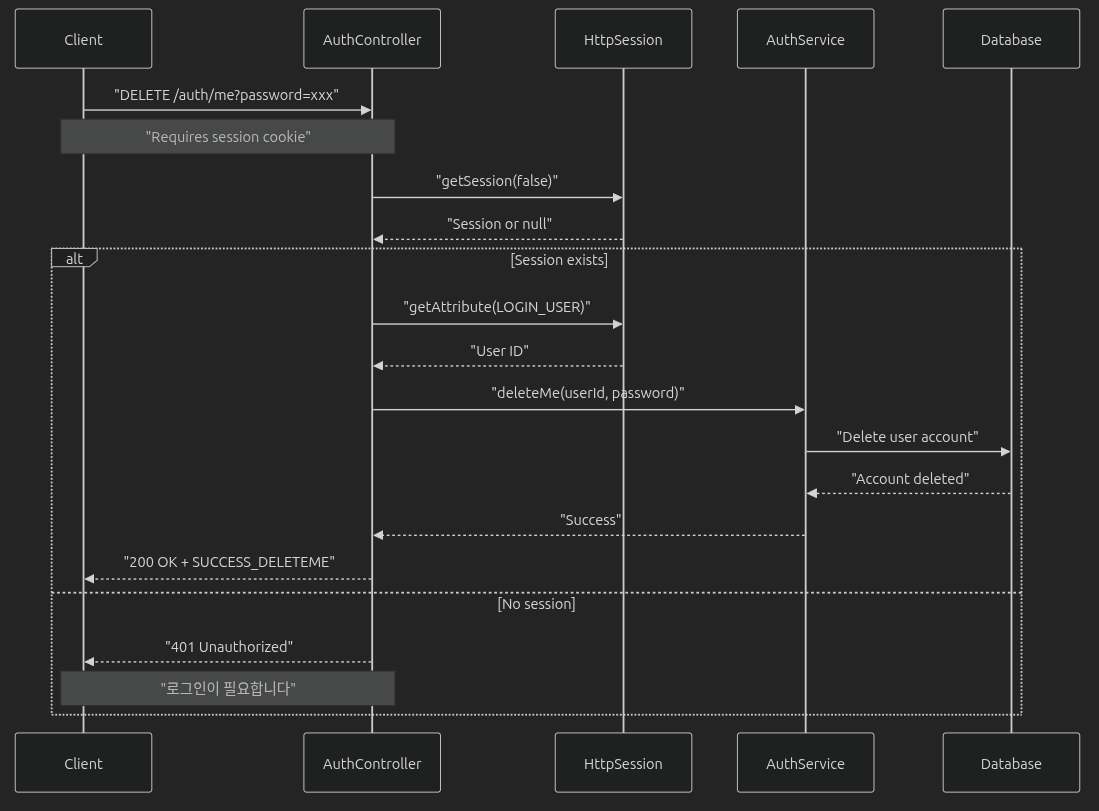 Client
AuthController
HttpSession
AuthService
Database
"DELETE /auth/me?password=xxx"
"Requires session cookie"
"getSession(false)"
"Session or null"
alt
[Session exists]
"getAttribute(LOGIN_USER)"
"User ID"
"deleteMe(userId, password)"
"Delete user account"
"Account deleted"
"Success"
"200 OK + SUCCESS_DELETEME"
[No session]
"401 Unauthorized"
"로그인이 필요합니다"
Client
AuthController
HttpSession
AuthService
Database